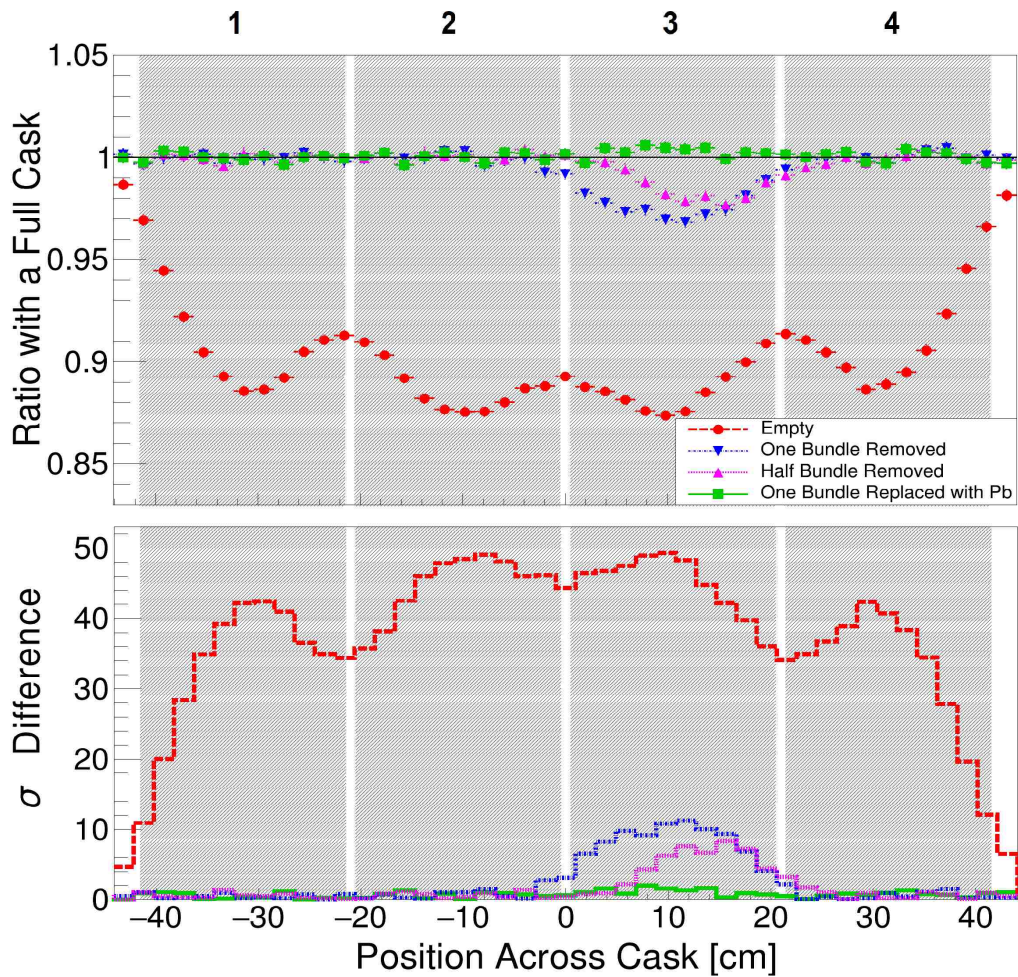 1 2 3 4
Ratio with a Full Cask
1.05
1
0.95
0.9
0.85
Empty
One Bundle Removed
Half Bundle Removed
One Bundle Replaced with Pb
σ Difference
50
40
30
20
10
0
−40 −30 −20 −10 0 10 20 30 40
Position Across Cask [cm]